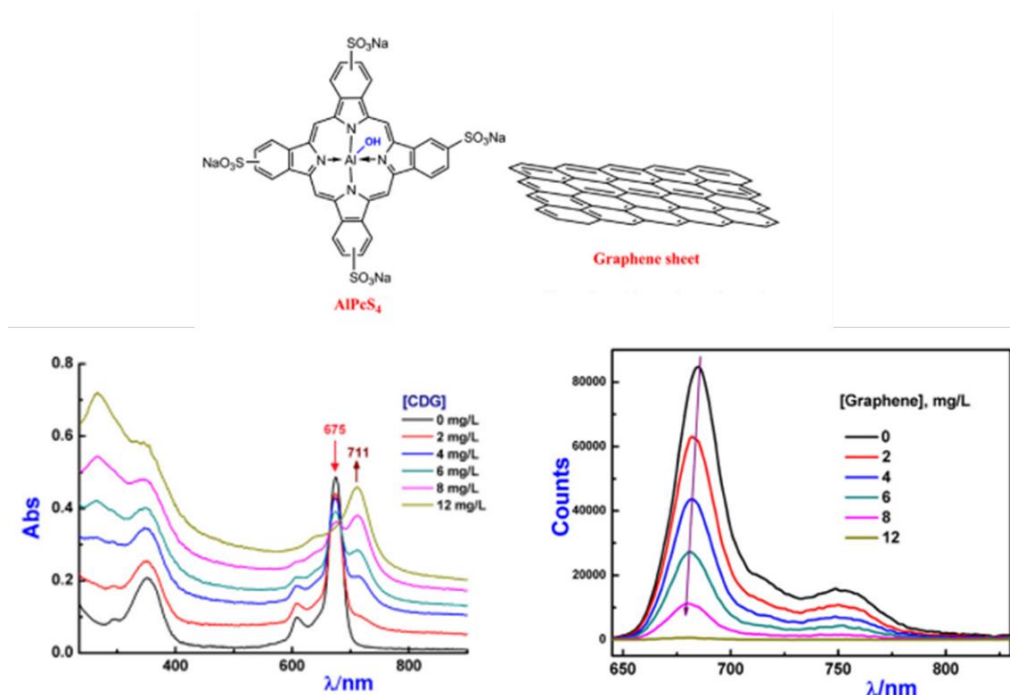 SO3Na
OH
N
N Al N
N
SO3Na
NaO3S
SO3Na
AlPcS4
Graphene sheet
0.8
0.6
0.4
0.2
0.0
Abs
400 600 800
λ/nm
[CDG]
0 mg/L
2 mg/L
4 mg/L
6 mg/L
8 mg/L
12 mg/L
675
711
80000
60000
40000
20000
0
Counts
650 700 750 800
λ/nm
[Graphene], mg/L
0
2
4
6
8
12